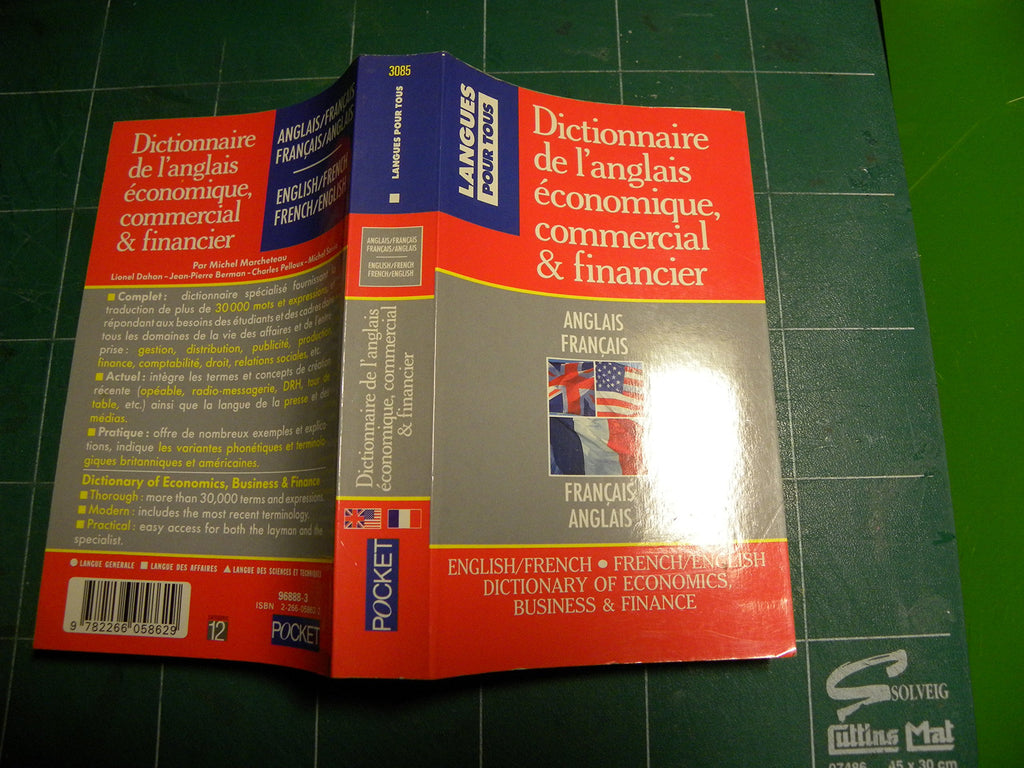 Dictionnaire
de l'anglais
économique,
commercial
& financier
ANGLAIS/FRANÇAIS
FRANÇAIS/ANGLAIS
ENGLISH/FRENCH
FRENCH/ENGLISH
Par Michel Marcheteau
Lionel Dahan – Jean-Pierre Berman – Charles Pelloux – Michel
Complet : dictionnaire spécialisé fournissant la
traduction de plus de 30 000 mots et expressions,
répondant aux besoins des étudiants et des cadres dans
tous les domaines de la vie des affaires et de l'entre-
prise : gestion, distribution, publicité, production,
finance, comptabilité, droit, relations sociales, etc.
Actuel : intègre les termes et concepts de création
récente (opéable, radio-messagerie, DRH, tour de
table, etc.) ainsi que la langue de la presse et des
médias.
Pratique : offre de nombreux exemples et explica-
tions, indique les variantes phonétiques et terminolo-
giques britanniques et américaines.
Dictionary of Economics, Business & Finance
Thorough : more than 30,000 terms and expressions.
Modern : includes the most recent terminology.
Practical : easy access for both the layman and the
specialist.
LANGUE GENERALE LANGUE DES AFFAIRES LANGUE DES SCIENCES ET TECHNIQUES
9 782266 058629
12
96888-3
ISBN 2-266-05862-
POCKET
3085
LANGUES POUR TOUS
ANGLAIS/FRANÇAIS
FRANÇAIS/ANGLAIS
ENGLISH/FRENCH
FRENCH/ENGLISH
Dictionnaire de l'anglais
économique, commercial
& financier
POCKET
LANGUES
POUR TOUS
Dictionnaire
de l'anglais
économique,
commercial
& financier
ANGLAIS
FRANÇAIS
FRANÇAIS
ANGLAIS
ENGLISH/FRENCH • FRENCH/ENGLISH
DICTIONARY OF ECONOMICS,
BUSINESS & FINANCE
SOLVEIG
Cutting Mat
45 x 30 cm